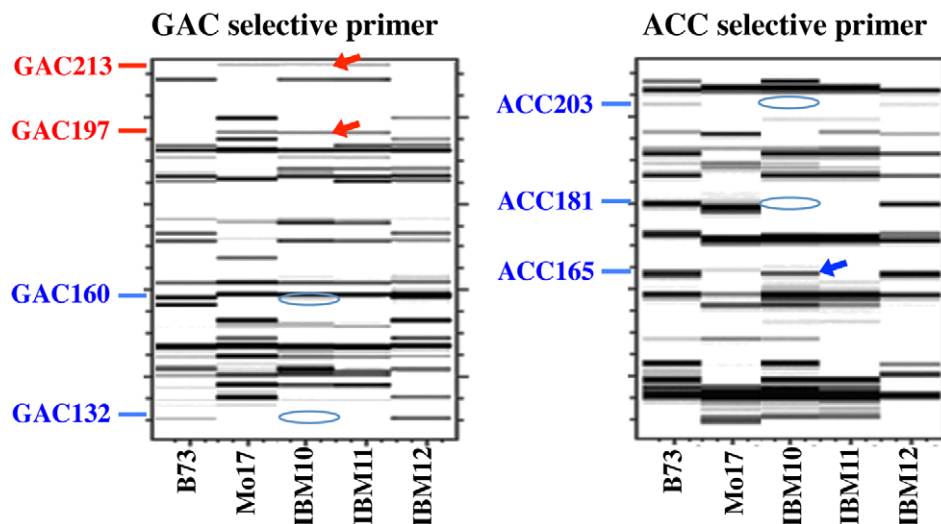 GAC selective primer
GAC213
GAC197
GAC160
GAC132
B73
Mo17
IBM10
IBM11
IBM12
ACC selective primer
ACC203
ACC181
ACC165
B73
Mo17
IBM10
IBM11
IBM12